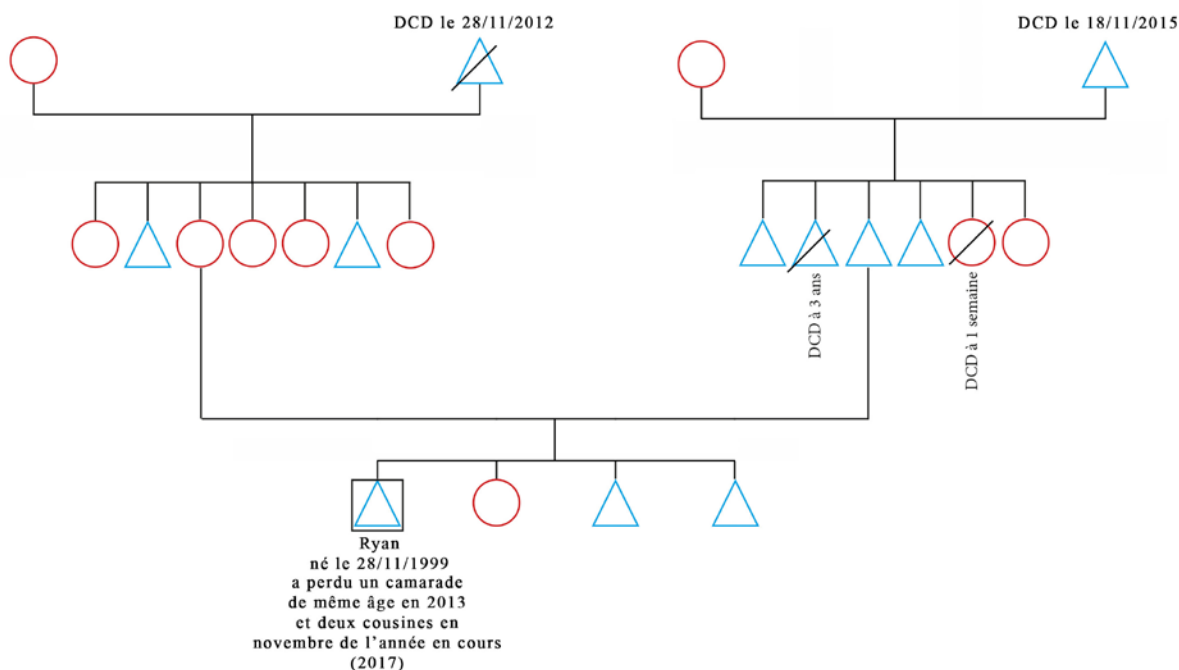 DCD le 28/11/2012
DCD le 18/11/2015
DCD à 3 ans
DCD à 1 semaine
Ryan
né le 28/11/1999
a perdu un camarade
de même âge en 2013
et deux cousines en
novembre de l'année en cours
(2017)